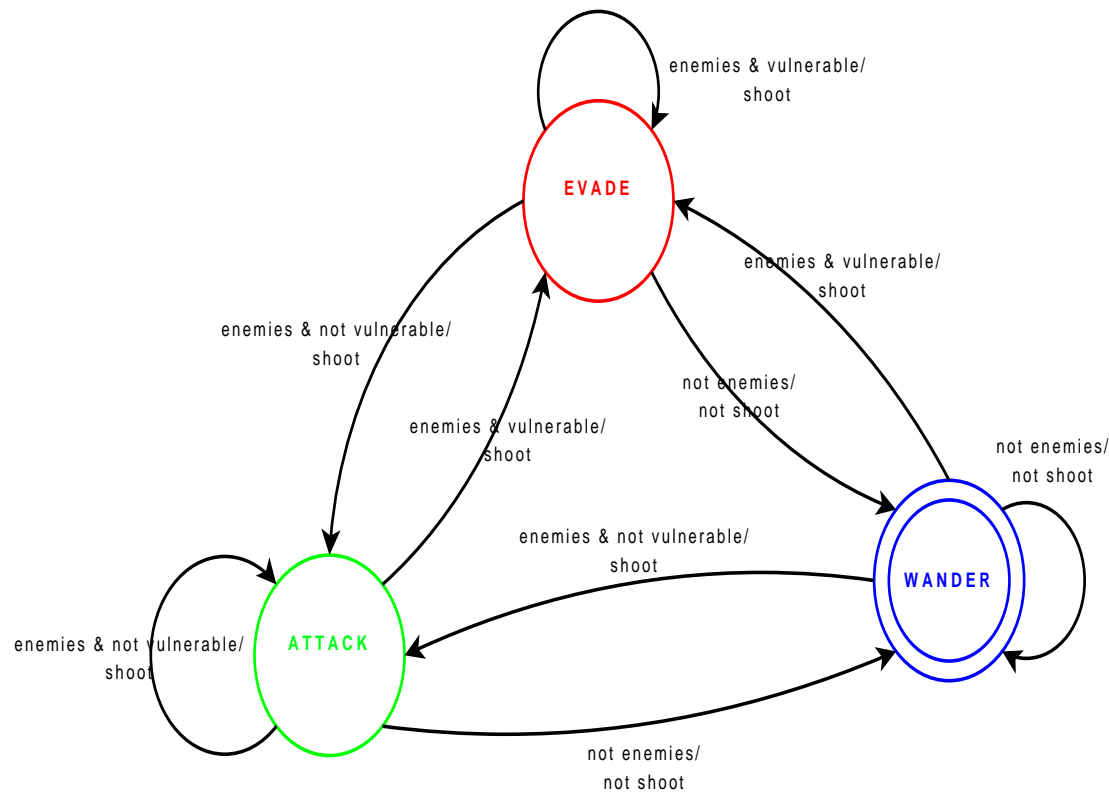 enemies & vulnerable/
shoot
EVADE
enemies & vulnerable/
shoot
enemies & not vulnerable/
shoot
not enemies/
not shoot
enemies & vulnerable/
shoot
not enemies/
not shoot
enemies & not vulnerable/
shoot
WANDER
enemies & not vulnerable/
shoot
ATTACK
not enemies/
not shoot